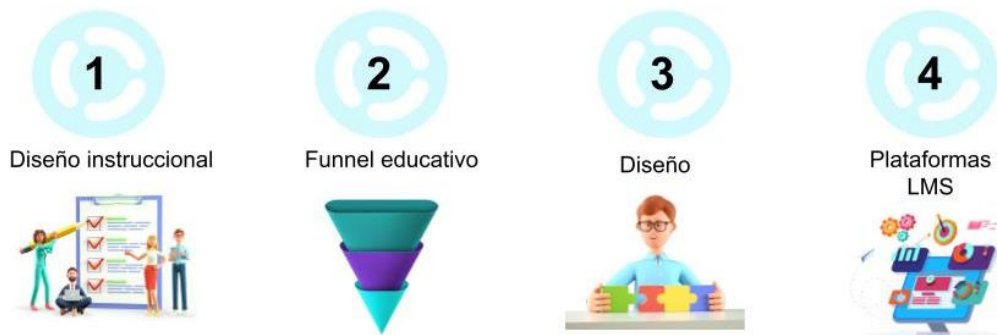 1
2
3
4
Diseño instruccional
Funnel educativo
Diseño
Plataformas
LMS